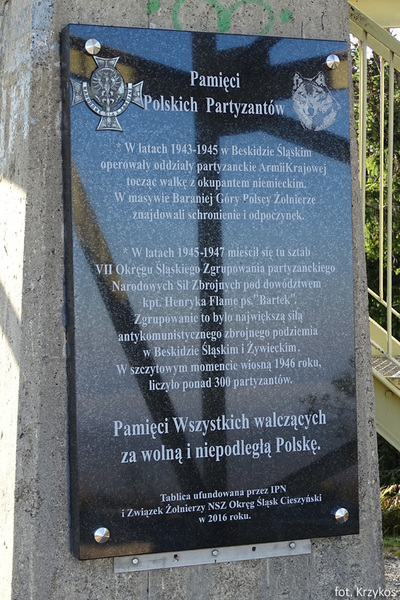 Pamięci
Polskich Partyzantów
* W latach 1943-1945 w Beskidzie Śląskim
operowały oddziały partyzanckie ArmiiKrajowej
tocząc walkę z okupantem niemieckim.
W masywie Baraniej Góry Polscy Żołnierze
znajdowali schronienie i odpoczynek.
* W latach 1945-1947 mieścił się tu sztab
VII Okręgu Śląskiego Zgrupowania partyzanckiego
Narodowych Sił Zbrojnych pod dowództwem
kpt. Henryka Flame ps."Bartek".
Zgrupowanie to było największą siłą
antykomunistycznego zbrojnego podziemia
w Beskidzie Śląskim i Żywieckim.
W szczytowym momencie wiosną 1946 roku,
liczyło ponad 300 partyzantów.
Pamięci Wszystkich walczących
za wolną i niepodległą Polskę.
Tablica ufundowana przez IPN
i Związek Żołnierzy NSZ Okręg Śląsk Cieszyński
w 2016 roku.
fot. Krzykos